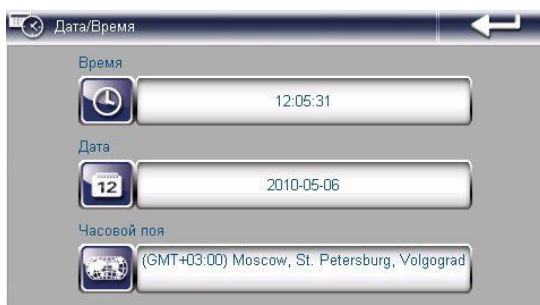 Дата/Время
Время
12:05:31
Дата
12
2010-05-06
Часовой поя
(GMT+03:00) Moscow, St. Petersburg, Volgograd